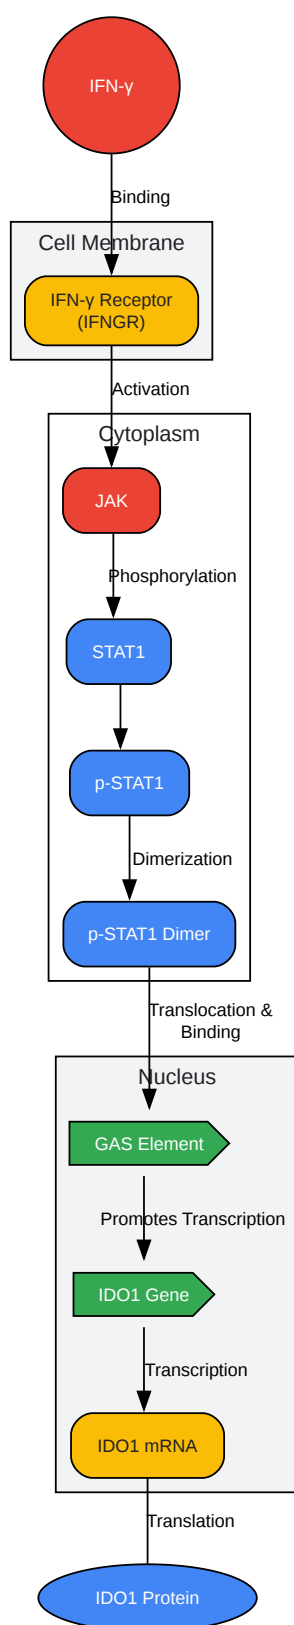 IFN-γ
Binding
Cell Membrane
IFN-γ Receptor
(IFNGR)
Activation
Cytoplasm
JAK
Phosphorylation
STAT1
p-STAT1
Dimerization
p-STAT1 Dimer
Translocation &
Binding
Nucleus
GAS Element
Promotes Transcription
IDO1 Gene
Transcription
IDO1 mRNA
Translation
IDO1 Protein